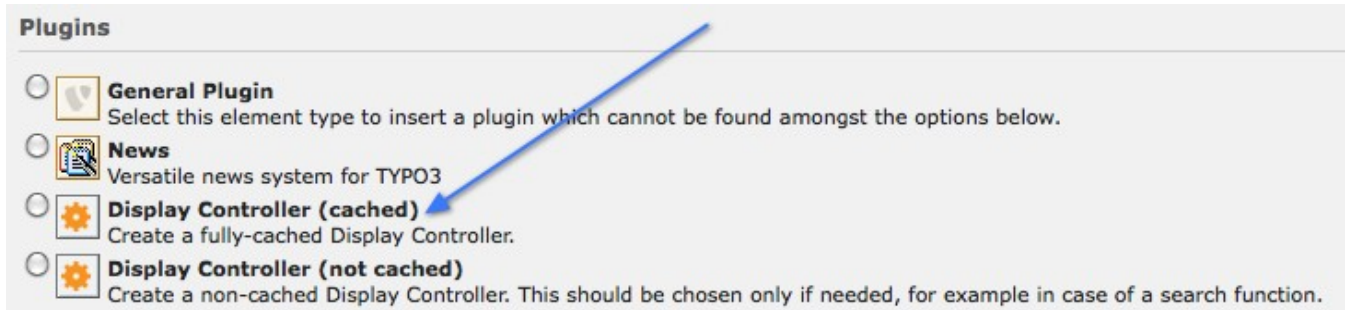 Plugins
General Plugin
Select this element type to insert a plugin which cannot be found amongst the options below.
News
Versatile news system for TYPO3
Display Controller (cached)
Create a fully-cached Display Controller.
Display Controller (not cached)
Create a non-cached Display Controller. This should be chosen only if needed, for example in case of a search function.